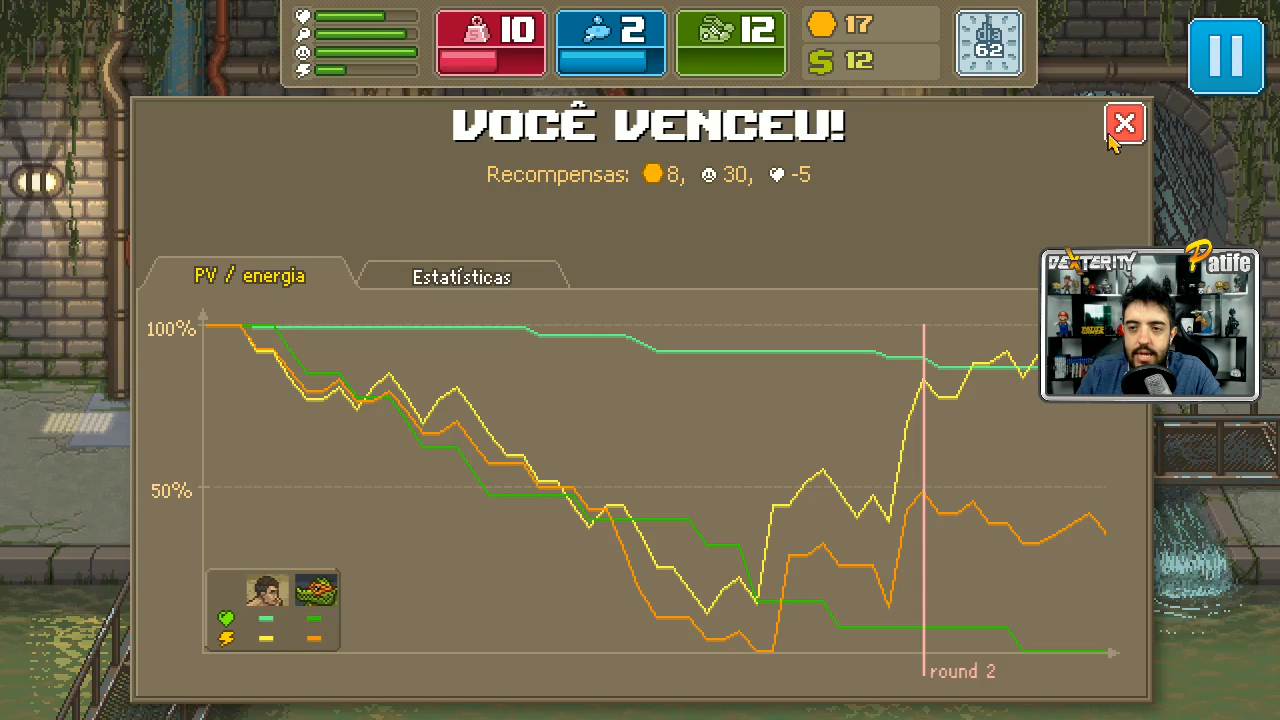 10
2
12
17
$ 12
dia
62
VOCÊ VENCEU!
Recompensas: 8, 30, -5
PV / energia
Estatísticas
DEXTERITY Patife
100%
50%
round 2